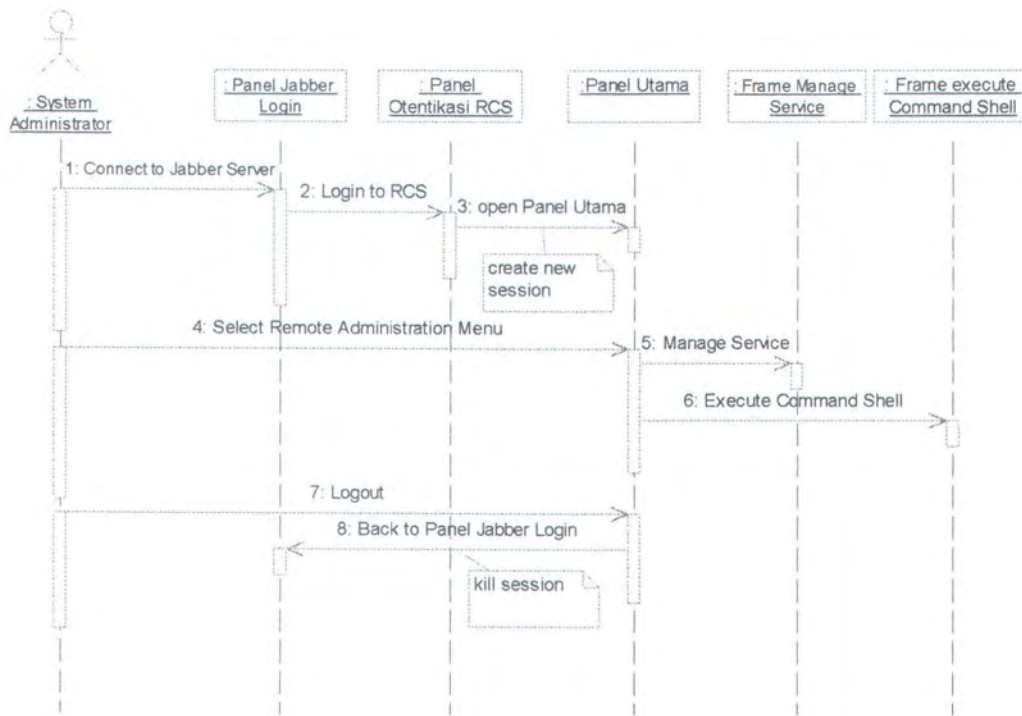 : System
Administrator
: Panel Jabber
Login
: Panel
Otentikasi RCS
: Panel Utama
: Frame Manage
Service
: Frame execute
Command Shell
1: Connect to Jabber Server
2: Login to RCS
3: open Panel Utama
create new
session
4: Select Remote Administration Menu
5: Manage Service
6: Execute Command Shell
7: Logout
8: Back to Panel Jabber Login
kill session